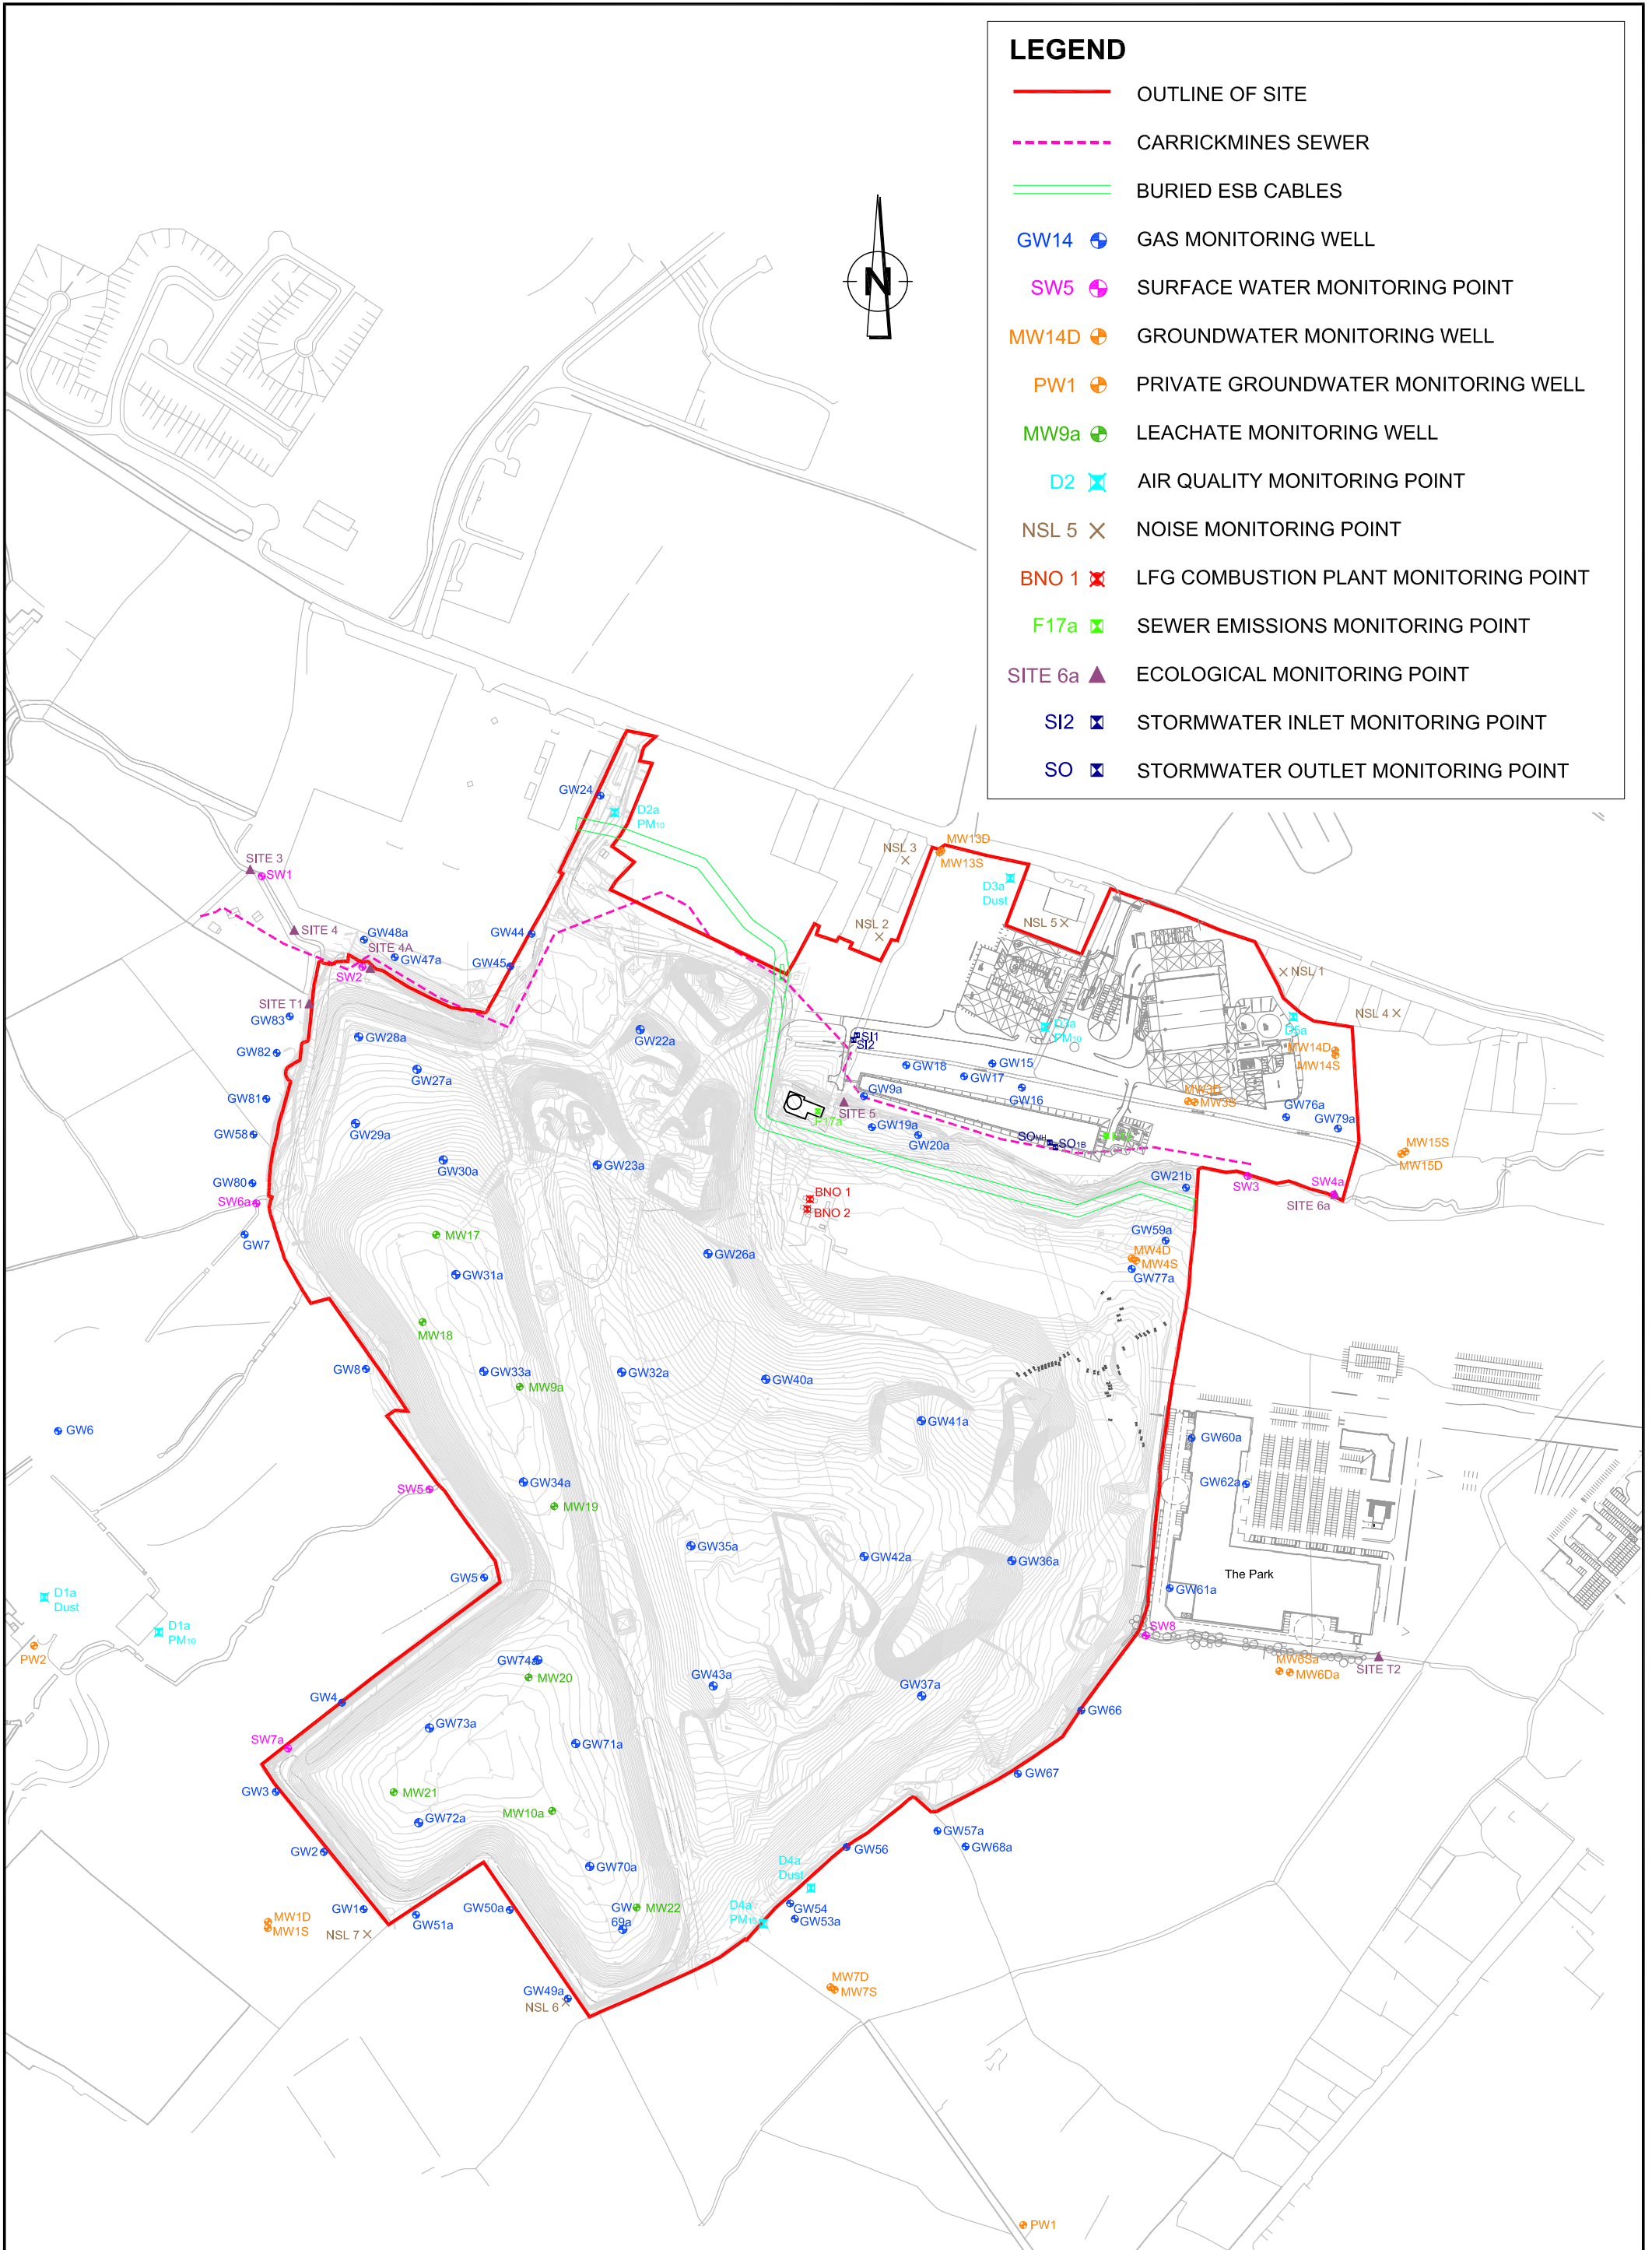 LEGEND
OUTLINE OF SITE
CARRICKMINES SEWER
BURIED ESB CABLES
GW14 GAS MONITORING WELL
SW5 SURFACE WATER MONITORING POINT
MW14D GROUNDWATER MONITORING WELL
PW1 PRIVATE GROUNDWATER MONITORING WELL
MW9a LEACHATE MONITORING WELL
D2 AIR QUALITY MONITORING POINT
NSL 5 NOISE MONITORING POINT
BNO 1 LFG COMBUSTION PLANT MONITORING POINT
F17a SEWER EMISSIONS MONITORING POINT
SITE 6a ECOLOGICAL MONITORING POINT
SI2 STORMWATER INLET MONITORING POINT
SO STORMWATER OUTLET MONITORING POINT
N
GW24
D2a
PM10
MW13D
MW13S
NSL 3
SITE 3
SW1
D3a
Dust
NSL 5
NSL 2
SITE 4
GW48a
SITE 4A
GW47a
SW2
GW44
GW45
NSL 1
NSL 4
SITE T1
GW83
GW28a
GW22a
SI1
SI2
PM10
D5a
MW14D
MW14S
GW82
GW27a
GW18
GW15
GW17
GW16
GW81
GW9a
SITE 5
MW3D
MW3S
GW76a
GW79a
F17a
GW29a
GW19a
GW20a
GW58
SOMH
SO1B
MW15S
MW15D
GW30a
GW23a
GW80
SW6a
GW21b
SW3
SW4a
SITE 6a
BNO 1
BNO 2
GW7
MW17
GW59a
MW4D
MW4S
GW77a
GW26a
GW31a
MW18
GW8
GW33a
GW32a
MW9a
GW40a
GW41a
GW6
GW60a
GW62a
SW5
GW34a
MW19
GW35a
GW42a
GW36a
GW5
The Park
GW61a
D1a
Dust
D1a
PM10
PW2
SW8
SITE T2
MW6Sa
MW6Da
GW74a
MW20
GW43a
GW37a
GW4
GW66
GW73a
SW7a
GW71a
GW67
GW3
MW21
MW10a
GW72a
GW57a
GW68a
GW2
GW56
D4a
Dust
GW70a
GW1
GW51a
GW50a
GW
69a
MW22
D4a
PM10
GW54
GW53a
MW1D
MW1S
NSL 7
MW7D
MW7S
GW49a
NSL 6
PW1